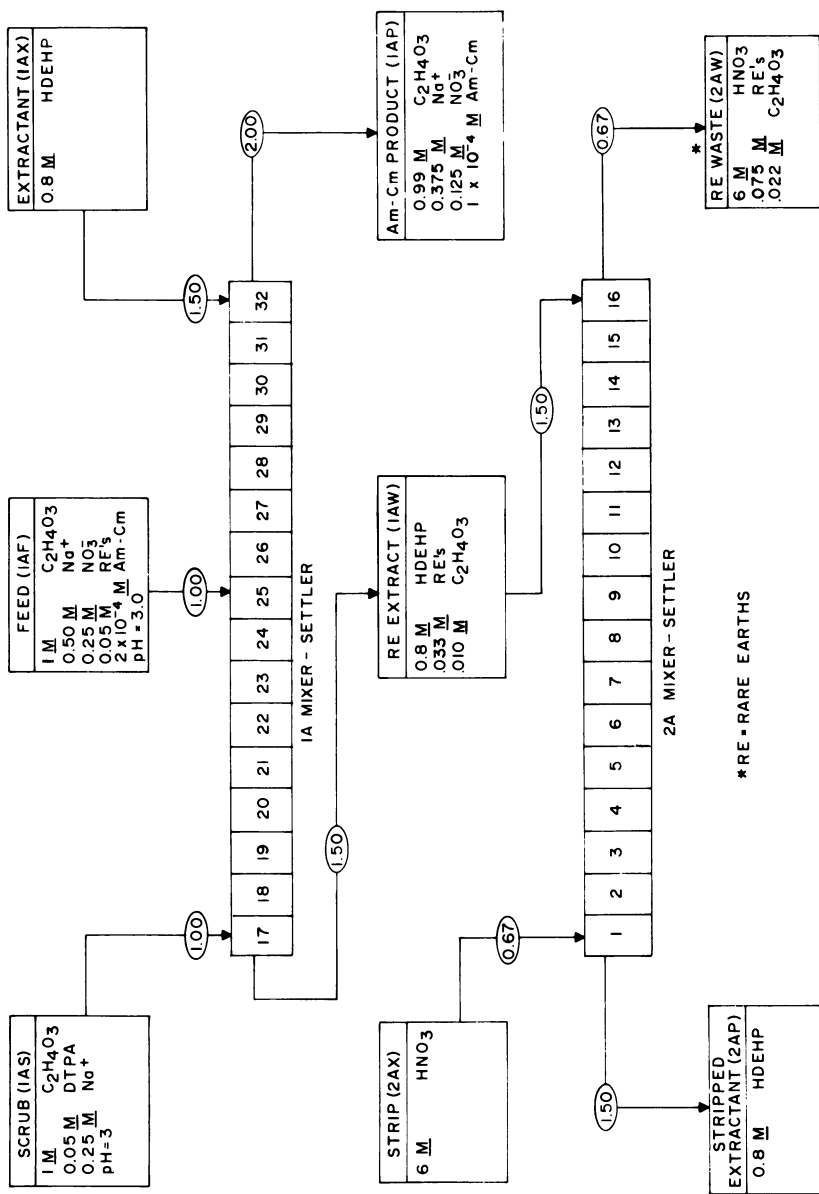 SCRUB (1AS)
1 M C2H4O3
0.05 M DTPA
0.25 M Na+
pH=3
1.00
FEED (1AF)
1 M C2H4O3
0.50 M Na+
0.25 M NO3-
0.05 M RE's
2 x 10-4 M Am-Cm
pH = 3.0
1.00
EXTRACTANT (1AX)
0.8 M HDEHP
1.50
17 18 19 20 21 22 23 24 25 26 27 28 29 30 31 32
1A MIXER-SETTLER
2.00
Am-Cm PRODUCT (1AP)
0.99 M C2H4O3
0.375 M Na+
0.125 M NO3-
1 x 10-4 M Am-Cm
1.50
RE EXTRACT (1AW)
0.8 M HDEHP
.033 M RE's
.010 M C2H4O3
1.50
STRIP (2AX)
6 M HNO3
0.67
1 2 3 4 5 6 7 8 9 10 11 12 13 14 15 16
2A MIXER-SETTLER
0.67
*
RE WASTE (2AW)
6 M HNO3
.075 M RE's
.022 M C2H4O3
1.50
STRIPPED
EXTRACTANT (2AP)
0.8 M HDEHP
*RE=RARE EARTHS